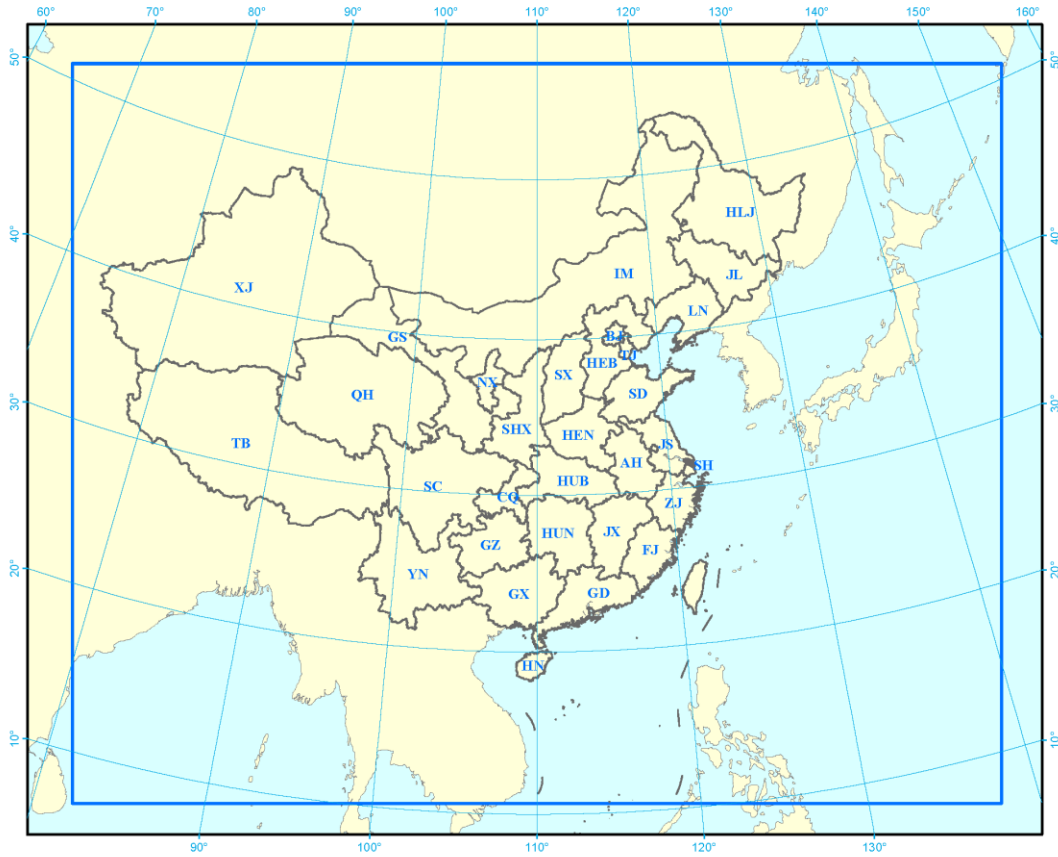 60° 70° 80° 90° 100° 110° 120° 130° 140° 150° 160°
50° 50°
HLJ
40° 40°
IM JL
XJ
LN
GS BJ
TJ
HEB
NX SX
QH SD
30° 30°
SHX HEN
TB JS
AH SH
SC HUB
CQ ZJ
HUN JX
GZ FJ
YN
20° 20°
GX GD
HN
10° 10°
90° 100° 110° 120° 130°